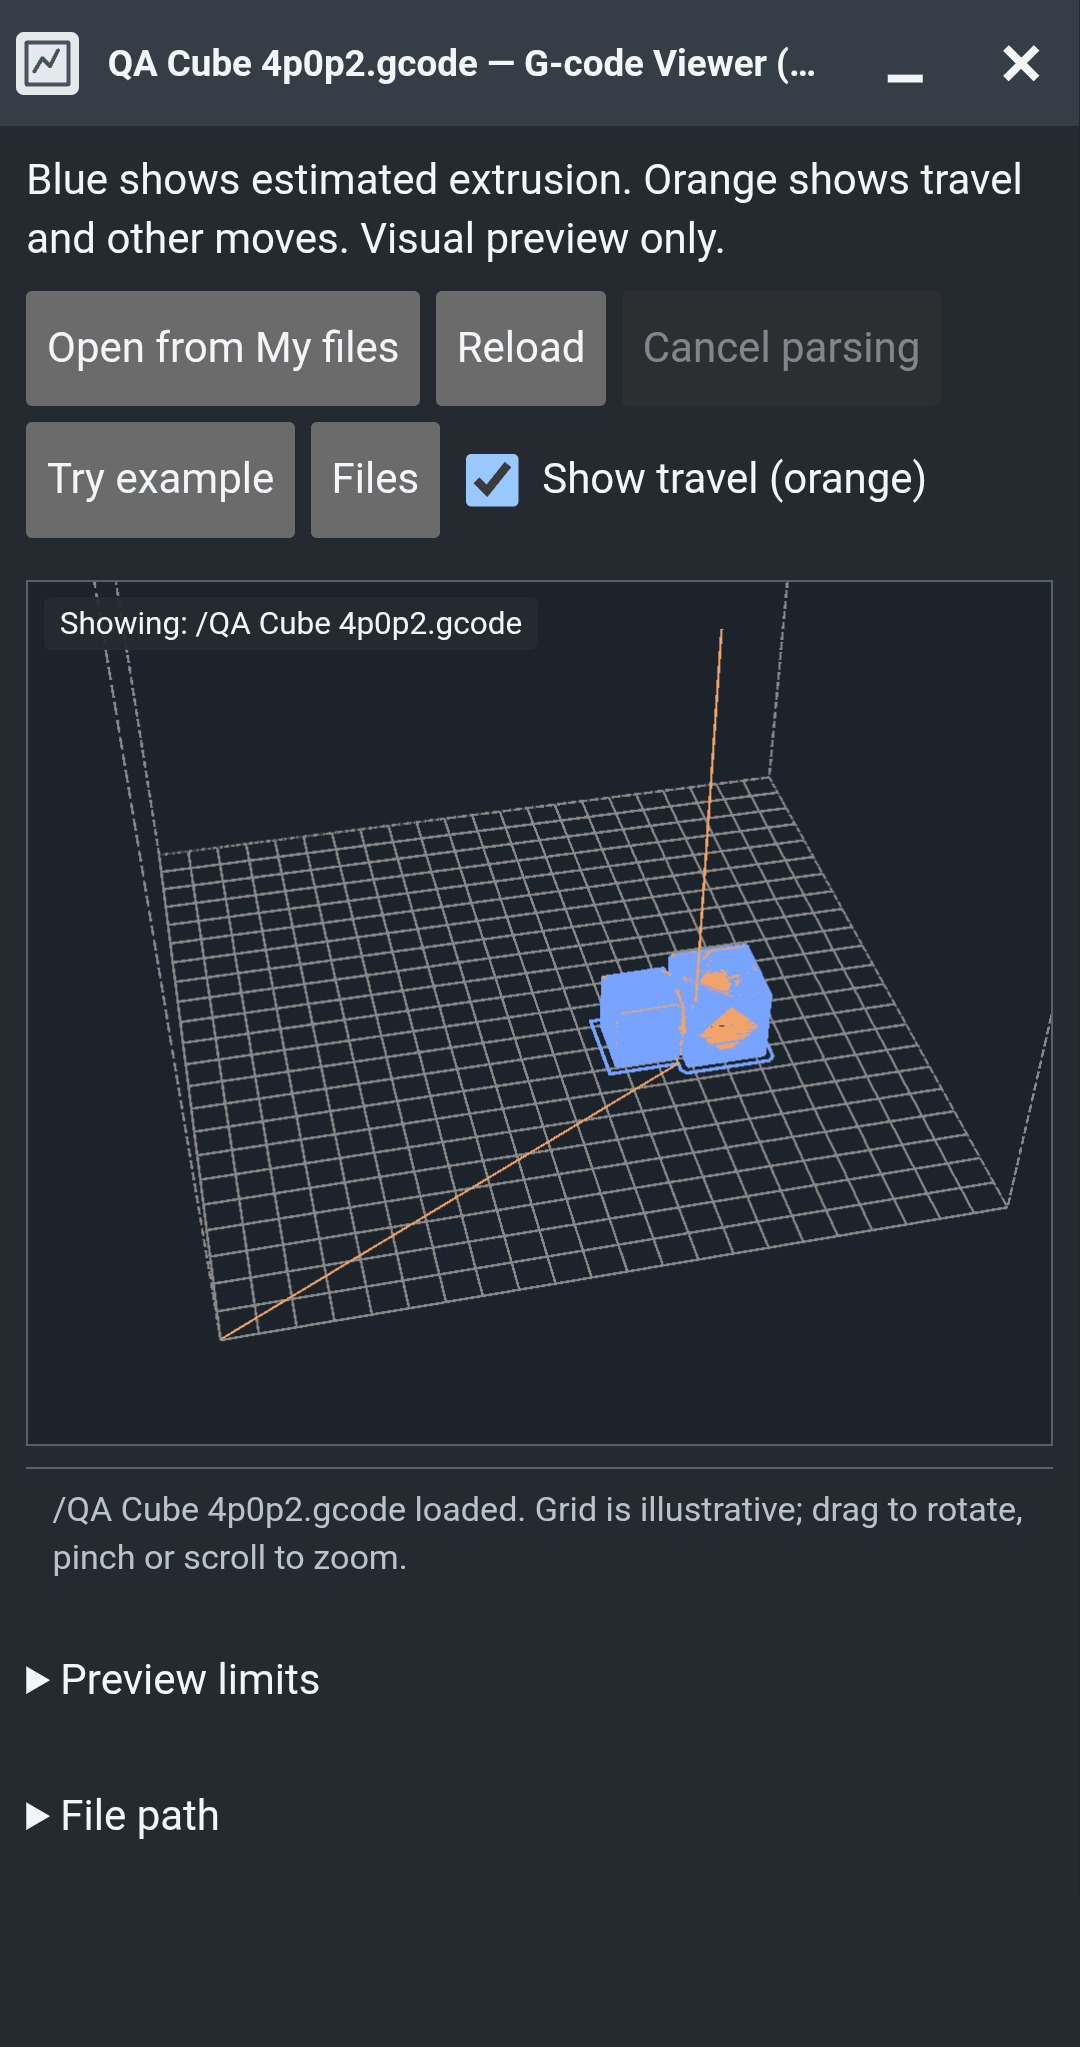 QA Cube 4p0p2.gcode — G-code Viewer (...
Blue shows estimated extrusion. Orange shows travel
and other moves. Visual preview only.
Open from My files
Reload
Cancel parsing
Try example
Files
Show travel (orange)
Showing: /QA Cube 4p0p2.gcode
/QA Cube 4p0p2.gcode loaded. Grid is illustrative; drag to rotate,
pinch or scroll to zoom.
Preview limits
File path